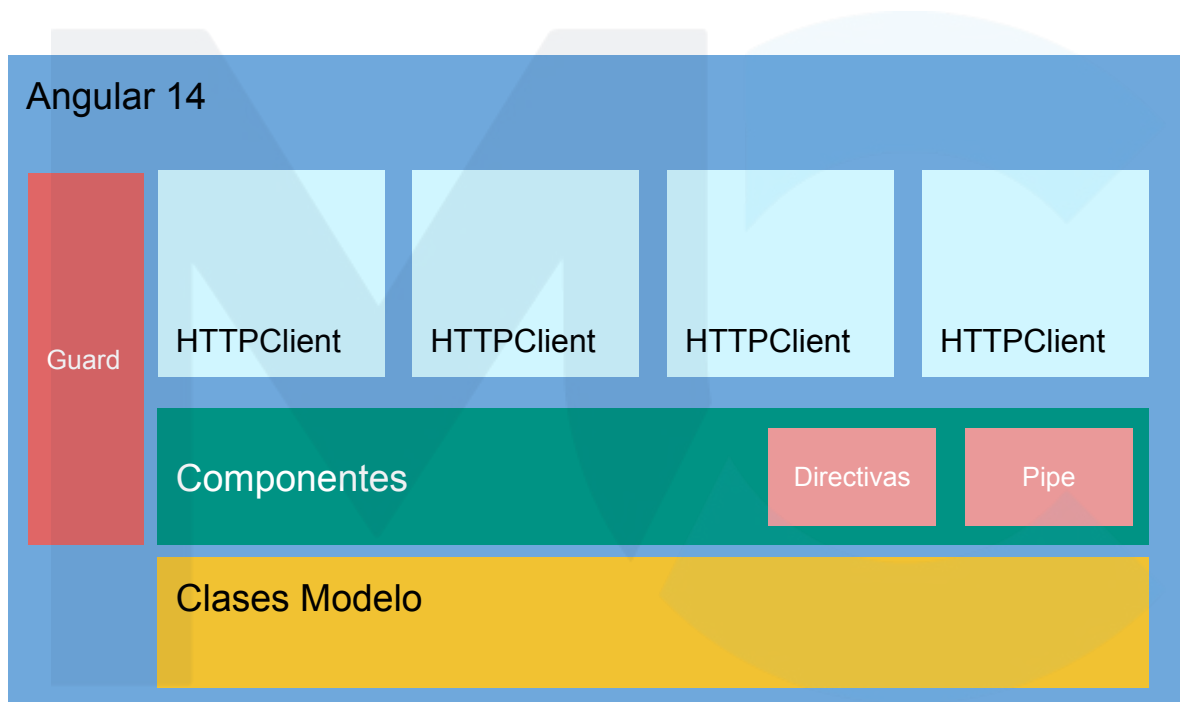 Angular 14
HTTPClient
HTTPClient
HTTPClient
HTTPClient
Guard
Componentes
Directivas
Pipe
Clases Modelo